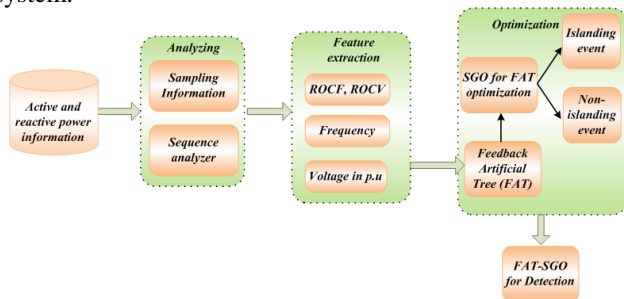 system.
Analyzing
Sampling
Information
Sequence
analyzer
Active and
reactive power
information
Feature
extraction
ROCF, ROCV
Frequency
Voltage in p.u
Optimization
SGO for FAT
optimization
Feedback
Artificial
Tree (FAT)
Islanding
event
Non-
islanding
event
FAT-SGO
for Detection